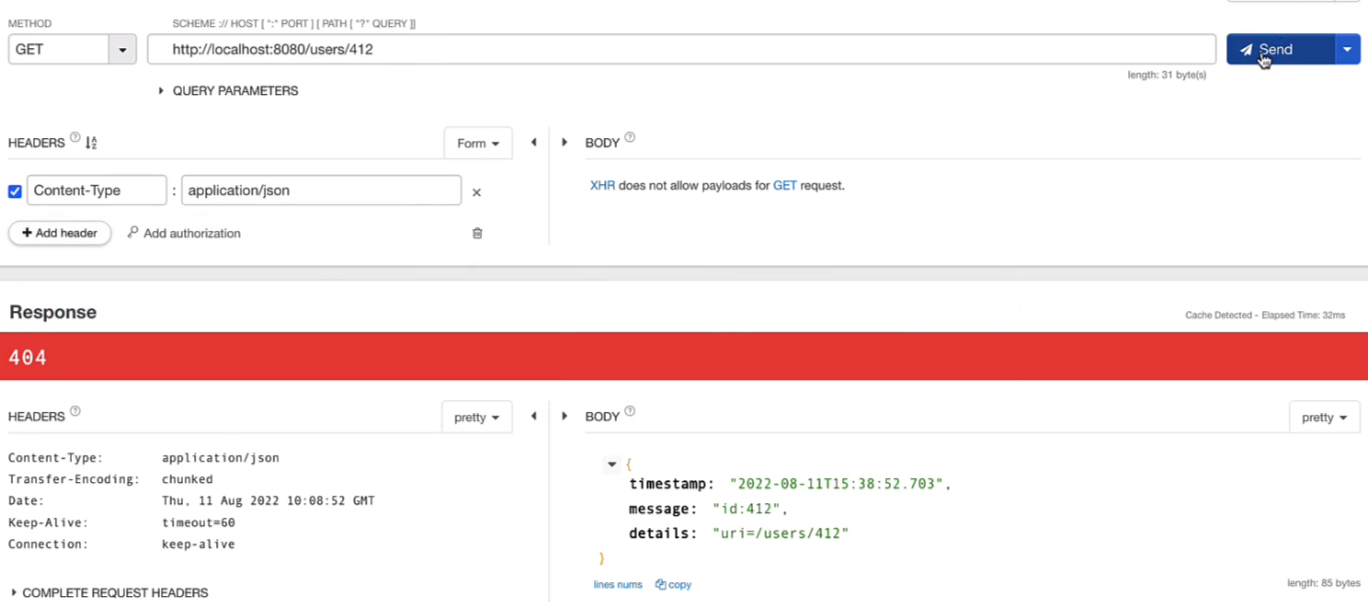 METHOD
SCHEME :// HOST [ ":" PORT ] [ PATH [ "?" QUERY ]]
GET
http://localhost:8080/users/412
Send
length: 31 byte(s)
QUERY PARAMETERS
HEADERS ?
Form
BODY ?
Content-Type : application/json
XHR does not allow payloads for GET request.
+ Add header
Add authorization
Response
Cache Detected - Elapsed Time: 32ms
404
HEADERS ?
pretty
BODY ?
pretty
Content-Type: application/json
Transfer-Encoding: chunked
Date: Thu, 11 Aug 2022 10:08:52 GMT
Keep-Alive: timeout=60
Connection: keep-alive
COMPLETE REQUEST HEADERS
{
timestamp: "2022-08-11T15:38:52.703",
message: "id:412",
details: "uri=/users/412"
}
lines nums
copy
length: 85 bytes